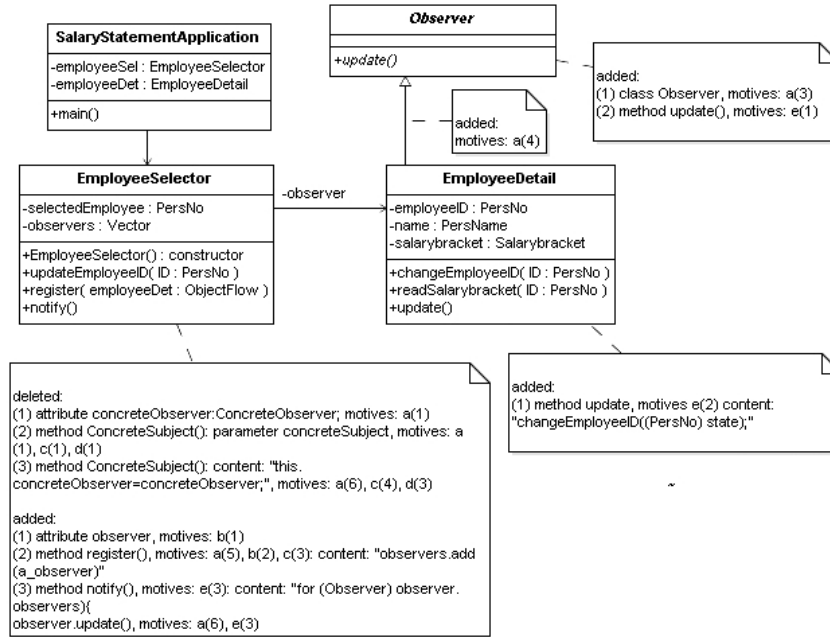 Observer
+update()
SalaryStatementApplication
-employeeSel : EmployeeSelector
-employeeDet : EmployeeDetail
+main()
added:
(1) class Observer, motives: a(3)
(2) method update(), motives: e(1)
added:
motives: a(4)
EmployeeSelector
-selectedEmployee : PersNo
-observers : Vector
+EmployeeSelector() : constructor
+updateEmployeeID( ID : PersNo )
+register( employeeDet : ObjectFlow )
+notify()
-observer
EmployeeDetail
-employeeID : PersNo
-name : PersName
-salarybracket : Salarybracket
+changeEmployeeID( ID : PersNo )
+readSalarybracket( ID : PersNo )
+update()
deleted:
(1) attribute concreteObserver:ConcreteObserver; motives: a(1)
(2) method ConcreteSubject(): parameter concreteSubject, motives: a
(1), c(1), d(1)
(3) method ConcreteSubject(): content: "this.
concreteObserver=concreteObserver;", motives: a(6), c(4), d(3)
added:
(1) attribute observer, motives: b(1)
(2) method register(), motives: a(5), b(2), c(3): content: "observers.add
(a_observer)"
(3) method notify(), motives: e(3): content: "for (Observer) observer.
observers){
observer.update(), motives: a(6), e(3)
added:
(1) method update, motives e(2) content:
"changeEmployeeID((PersNo) state);"
~